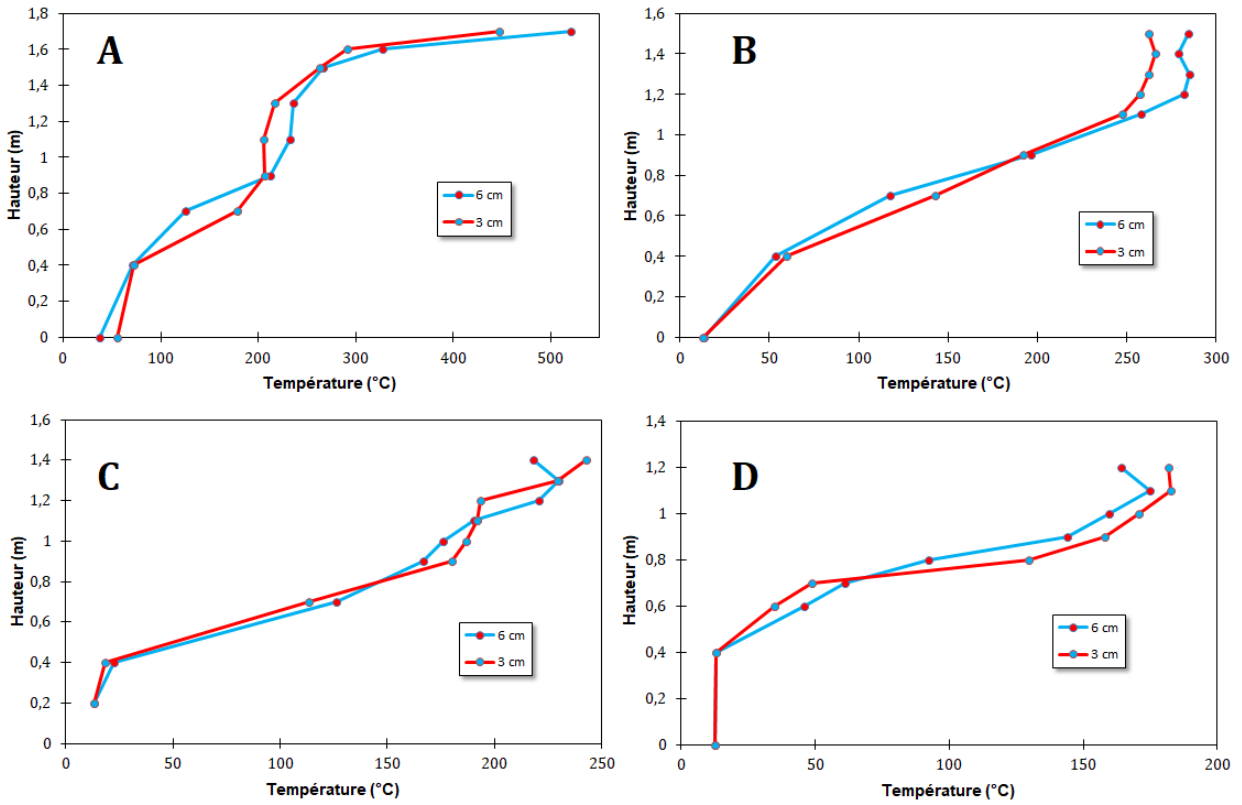 A
Hauteur (m)
1,8
1,6
1,4
1,2
1
0,8
0,6
0,4
0,2
0
0 100 200 300 400 500
Température (°C)
6 cm
3 cm
B
Hauteur (m)
1,6
1,4
1,2
1
0,8
0,6
0,4
0,2
0
0 50 100 150 200 250 300
Température (°C)
6 cm
3 cm
C
Hauteur (m)
1,6
1,4
1,2
1
0,8
0,6
0,4
0,2
0
0 50 100 150 200 250
Température (°C)
6 cm
3 cm
D
Hauteur (m)
1,4
1,2
1
0,8
0,6
0,4
0,2
0
0 50 100 150 200
Température (°C)
6 cm
3 cm